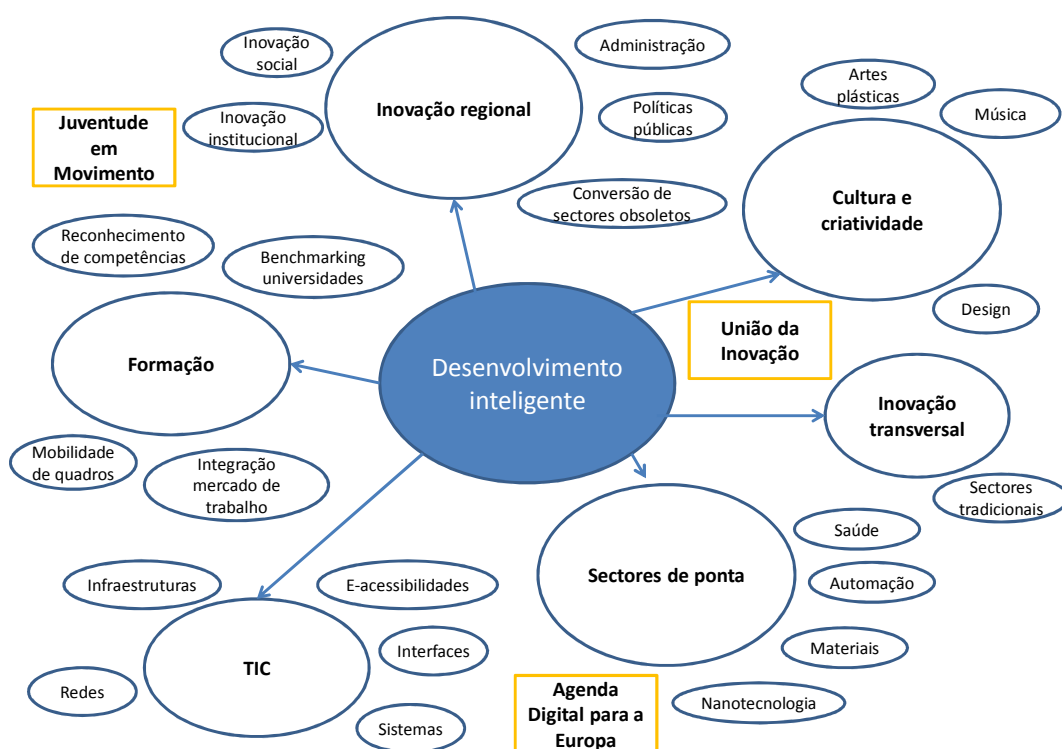 Inovação
social
Administração
Inovação regional
Inovação
institucional
Políticas
públicas
Juventude
em
Movimento
Conversão de
sectores obsoletos
Artes
plásticas
Música
Cultura e
criatividade
Design
Reconhecimento
de competências
Benchmarking
universidades
Formação
Mobilidade
de quadros
Integração
mercado de
trabalho
Desenvolvimento
inteligente
União da
Inovação
Inovação
transversal
Sectores
tradicionais
Sectores de ponta
Saúde
Automação
Materiais
Nanotecnologia
Infraestruturas
E-acessibilidades
TIC
Interfaces
Redes
Sistemas
Agenda
Digital para a
Europa